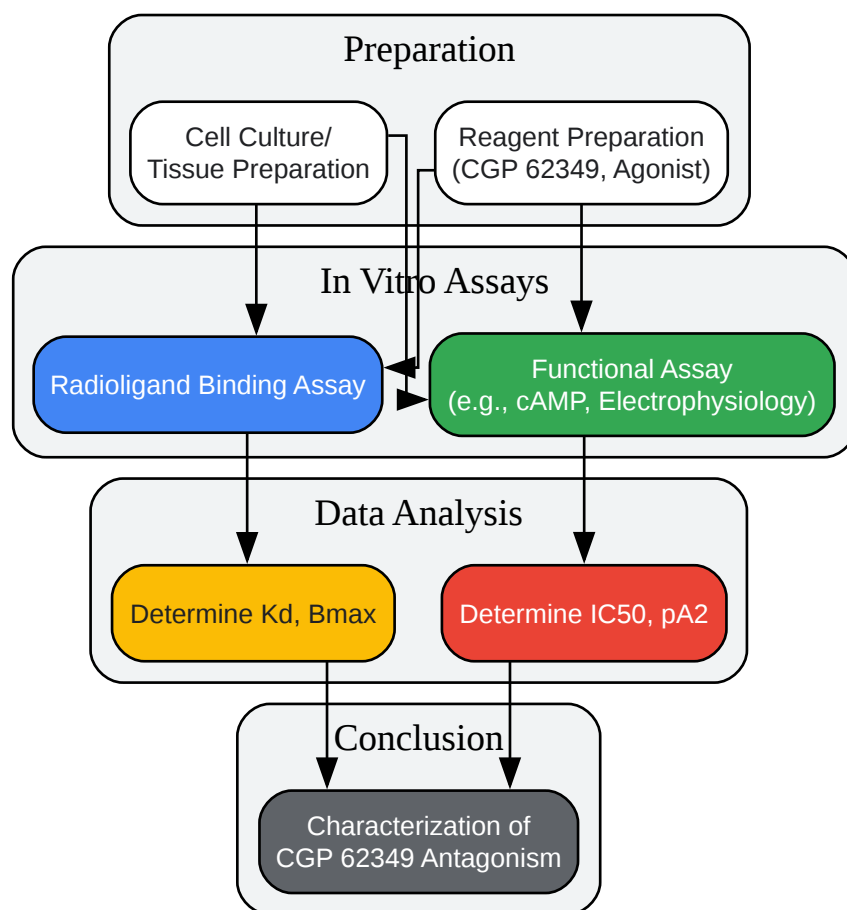 Preparation
Cell Culture/
Tissue Preparation
Reagent Preparation
(CGP 62349, Agonist)
In Vitro Assays
Radioligand Binding Assay
Functional Assay
(e.g., cAMP, Electrophysiology)
Data Analysis
Determine Kd, Bmax
Determine IC50, pA2
Conclusion
Characterization of
CGP 62349 Antagonism